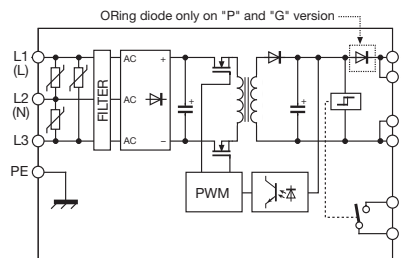 ORing diode only on "P" and "G" version
L1
(L)
L2
(N)
L3
PE
FILTER
AC
+
AC
AC
−
+
+
PWM